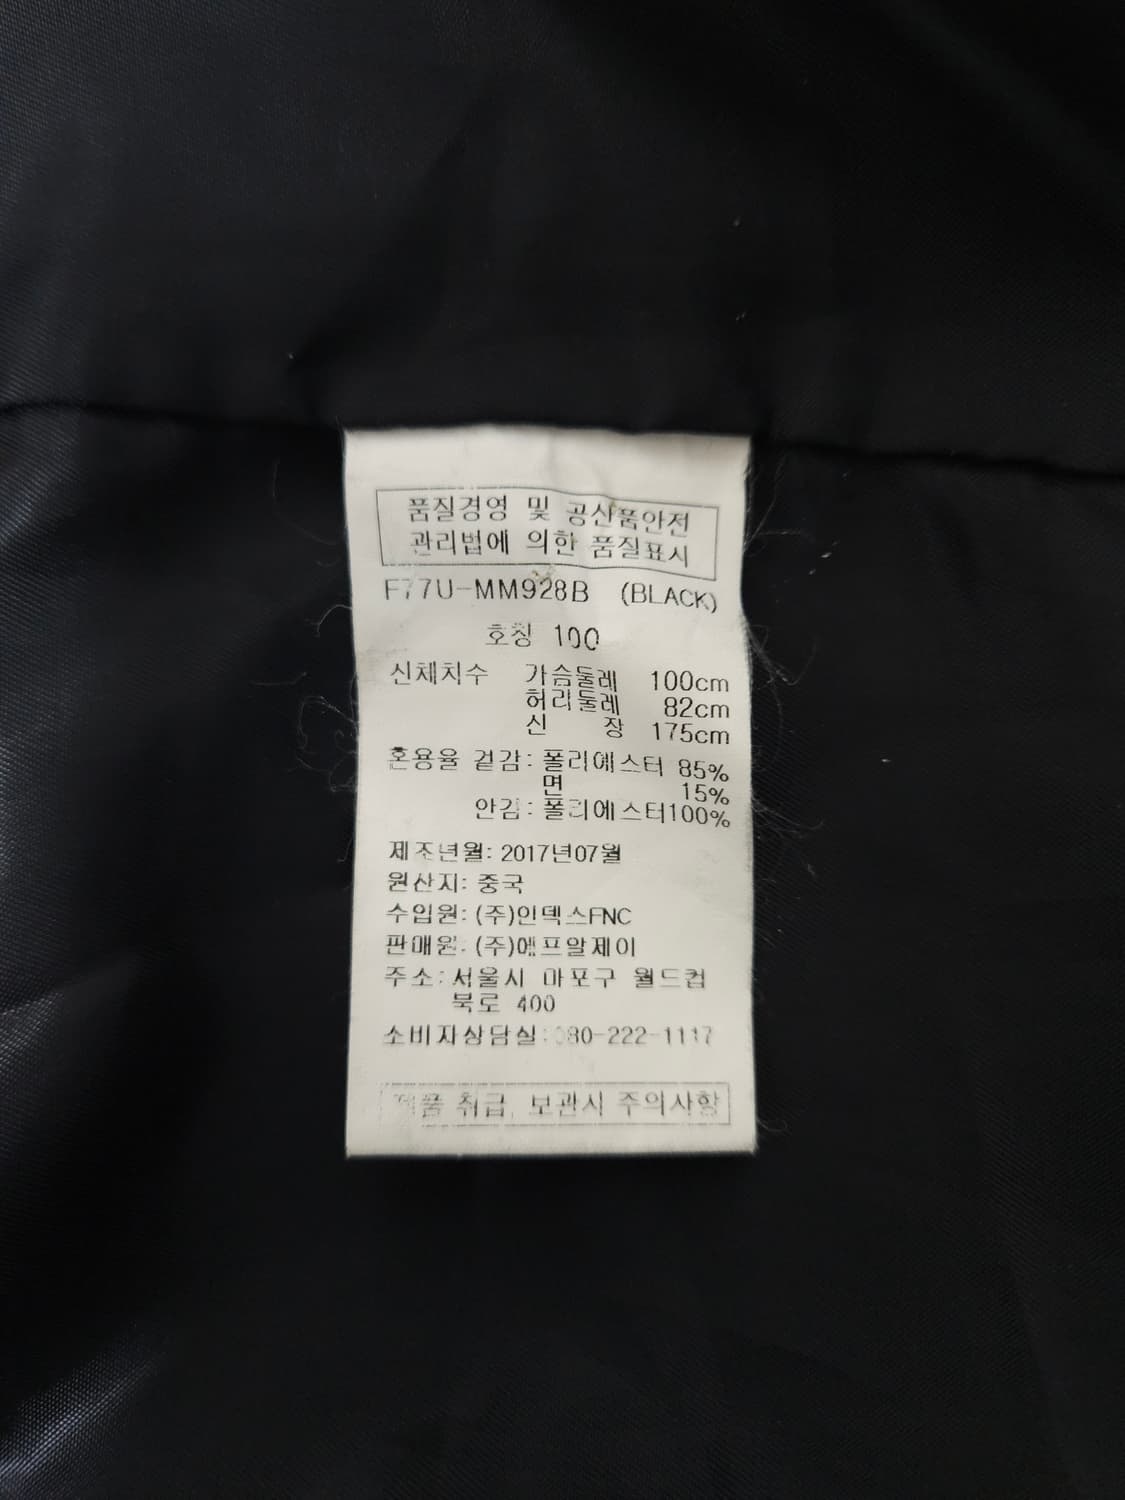 품질경영 및 공산품안전
관리법에 의한 품질표시
F77U-MM928B (BLACK)
호칭 100
신체치수 가슴둘레 100cm
허리둘레 82cm
신 장 175cm
혼용율 겉감: 폴리에스터 85%
면 15%
안감: 폴리에스터100%
제조년월: 2017년07월
원산지: 중국
수입원: (주)인덱스FNC
판매원: (주)에프알제이
주소: 서울시 마포구 월드컵
북로 400
소비자상담실: 080-222-1117
제품 취급, 보관시 주의사항